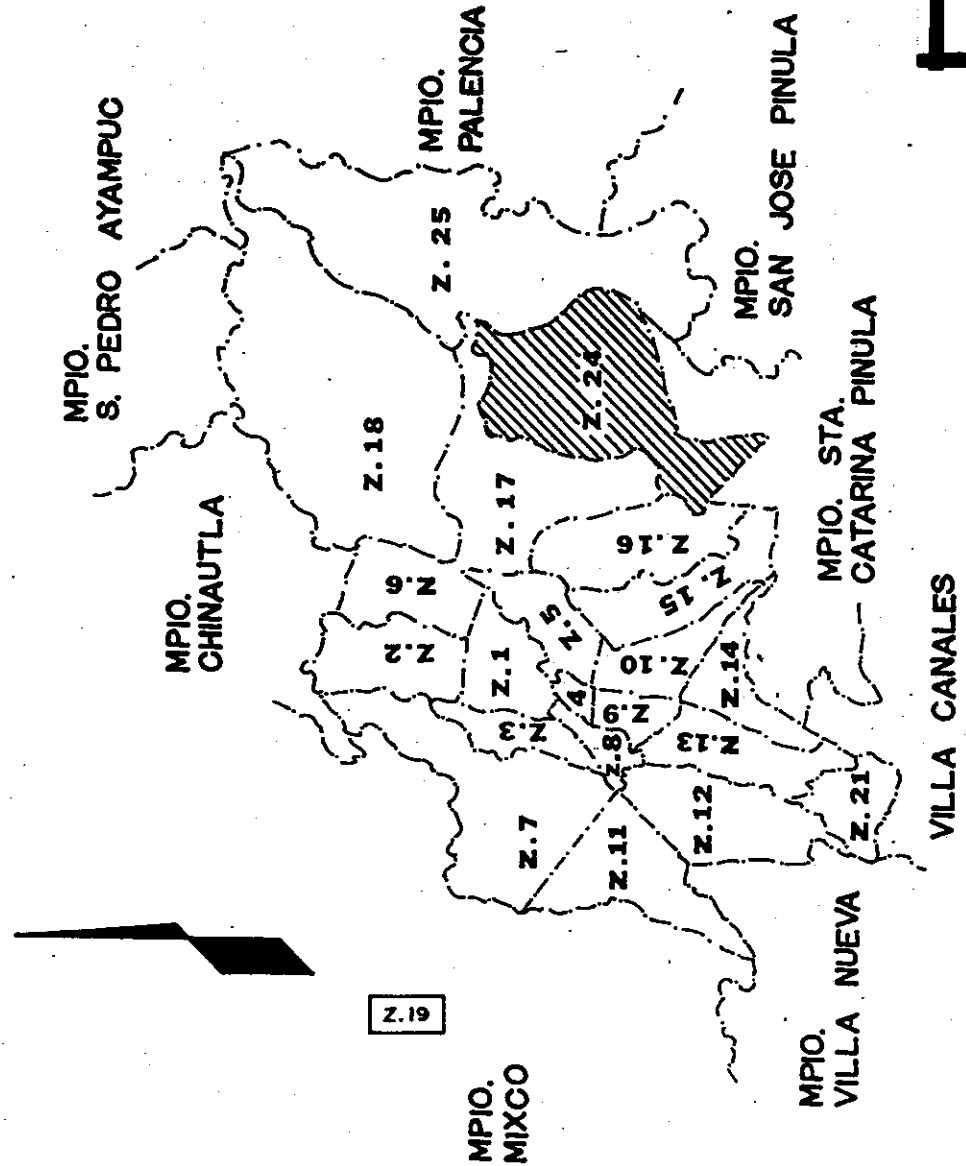 MPIO.
S. PEDRO AYAMPUC
MPIO.
PALENCIA
MPIO.
CHINAUTLA
Z. 18
Z. 25
Z.6
Z.2
Z.17
Z. 24
Z.1
Z.3
Z.5
Z.16
Z. 15
4
Z.10
Z.9
Z.8
Z.7
Z.11
Z.12
Z.13
Z.14
Z.21
Z.19
MPIO.
SAN JOSE PINULA
MPIO. STA.
CATARINA PINULA
VILLA CANALES
MPIO.
VILLA NUEVA
MPIO.
MIXCO